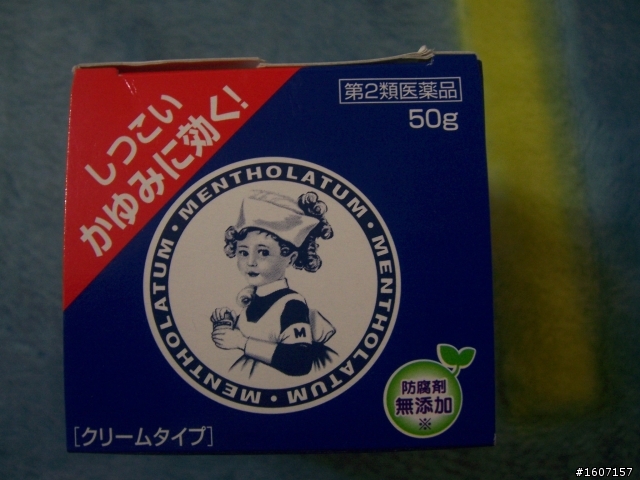 しつこい
かゆみに効く!
第2類医薬品
50g
MENTHOLATUM・MENTHOLATUM・MENTHOLATUM・
M
防腐剤
無添加
※
[クリームタイプ]
#1607157